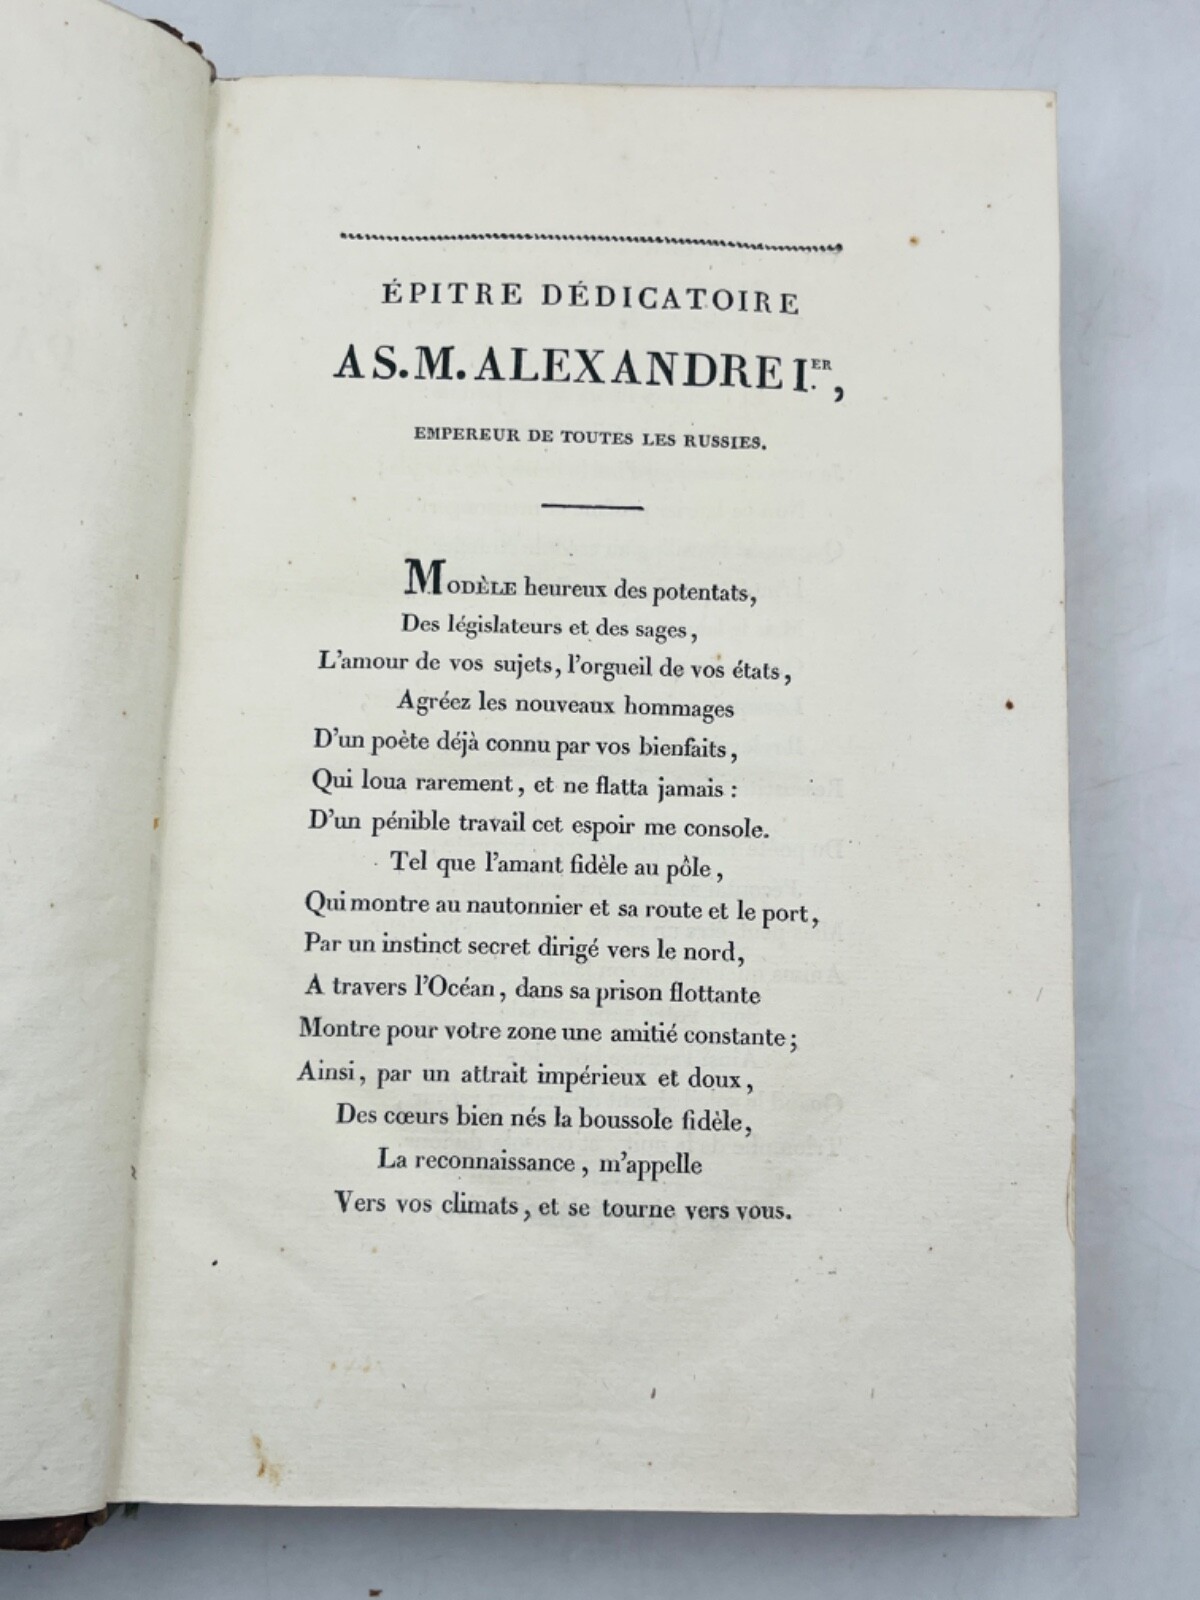 ÉPITRE DÉDICATOIRE
A S. M. ALEXANDRE I.ER,
EMPEREUR DE TOUTES LES RUSSIES.
MODÈLE heureux des potentats,
Des législateurs et des sages,
L'amour de vos sujets, l'orgueil de vos états,
Agréez les nouveaux hommages
D'un poète déjà connu par vos bienfaits,
Qui loua rarement, et ne flatta jamais :
D'un pénible travail cet espoir me console.
Tel que l'amant fidèle au pôle,
Qui montre au nautonnier et sa route et le port,
Par un instinct secret dirigé vers le nord,
A travers l'Océan, dans sa prison flottante
Montre pour votre zone une amitié constante ;
Ainsi, par un attrait impérieux et doux,
Des cœurs bien nés la boussole fidèle,
La reconnaissance, m'appelle
Vers vos climats, et se tourne vers vous.